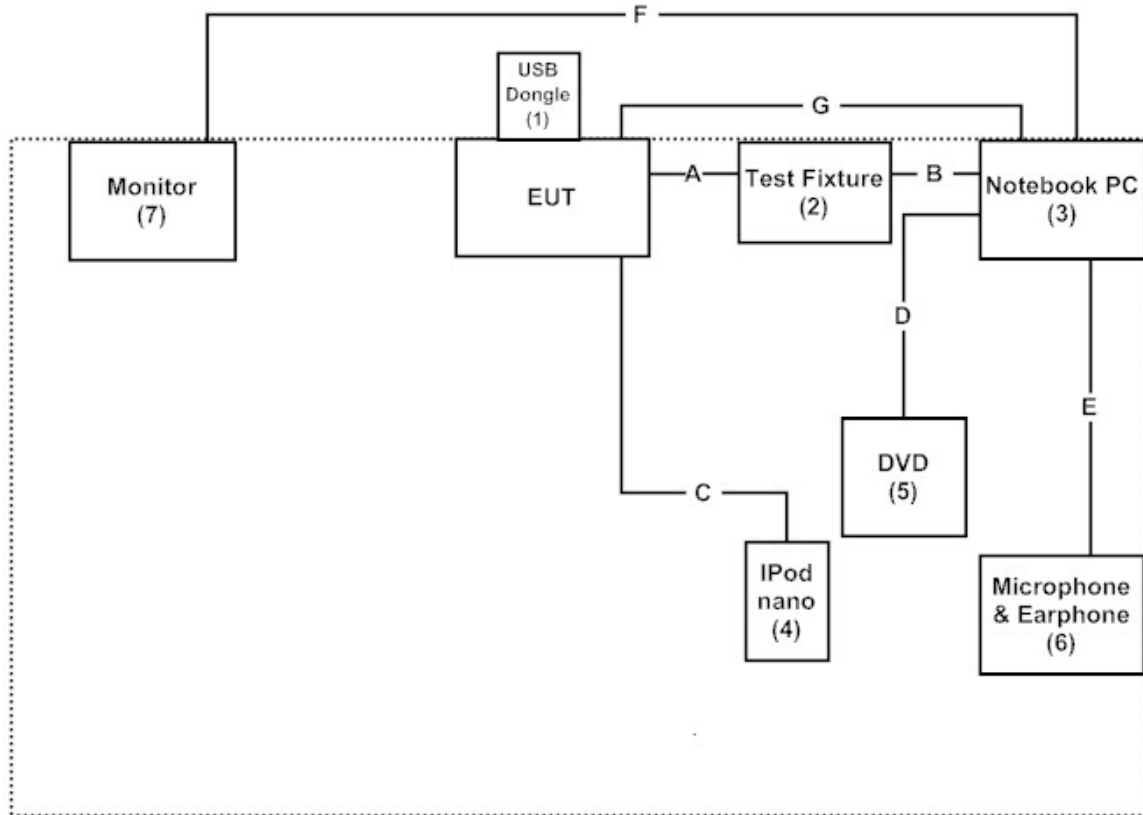 F
USB
Dongle
(1)
G
Monitor
(7)
EUT
A
Test Fixture
(2)
B
Notebook PC
(3)
D
E
C
DVD
(5)
IPod
nano
(4)
Microphone
& Earphone
(6)